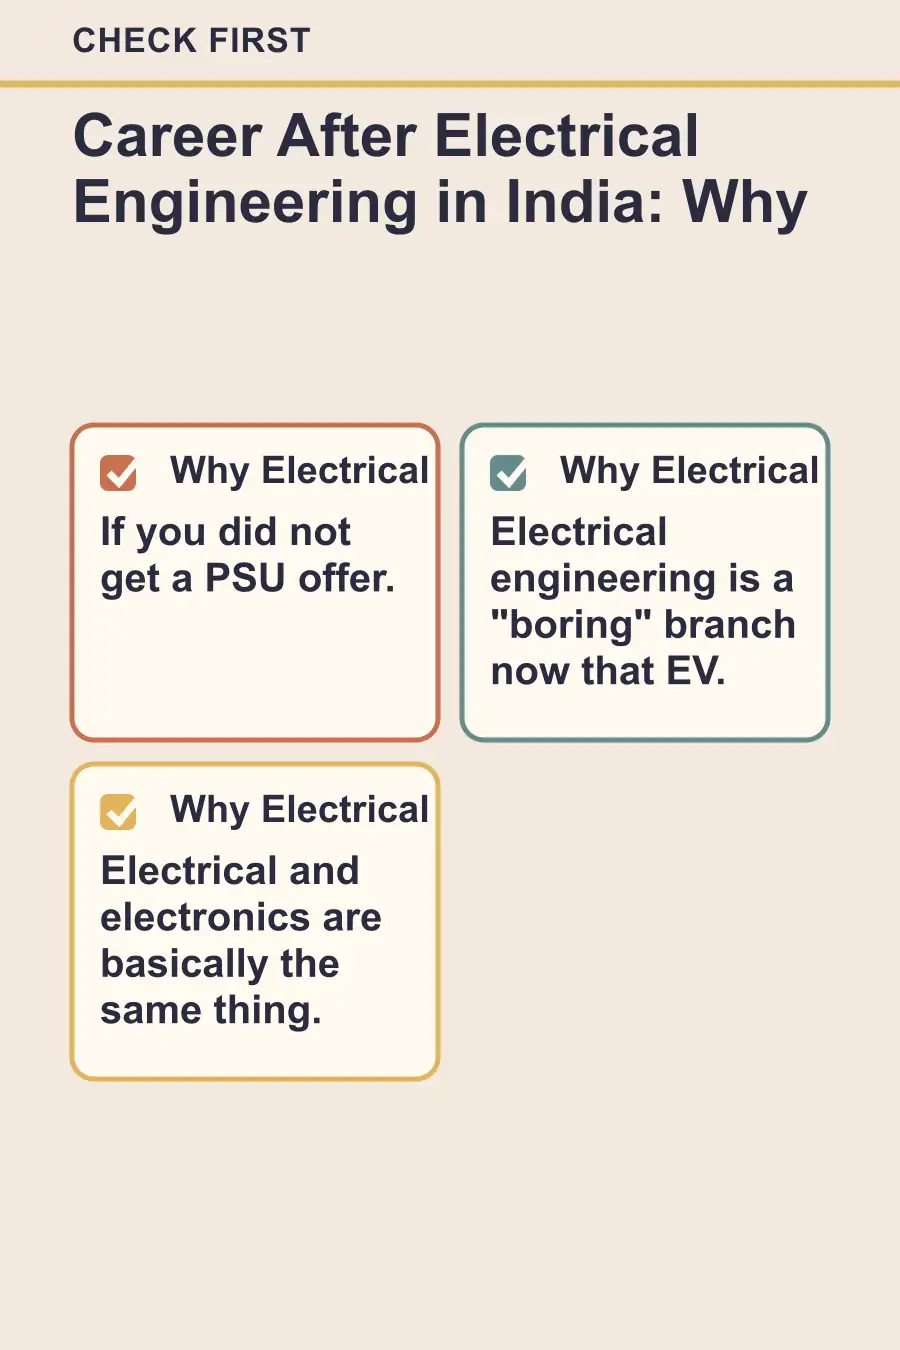 CHECK FIRST
Career After Electrical
Engineering in India: Why
Why Electrical
If you did not
get a PSU offer.
Why Electrical
Electrical
engineering is a
"boring" branch
now that EV.
Why Electrical
Electrical and
electronics are
basically the
same thing.